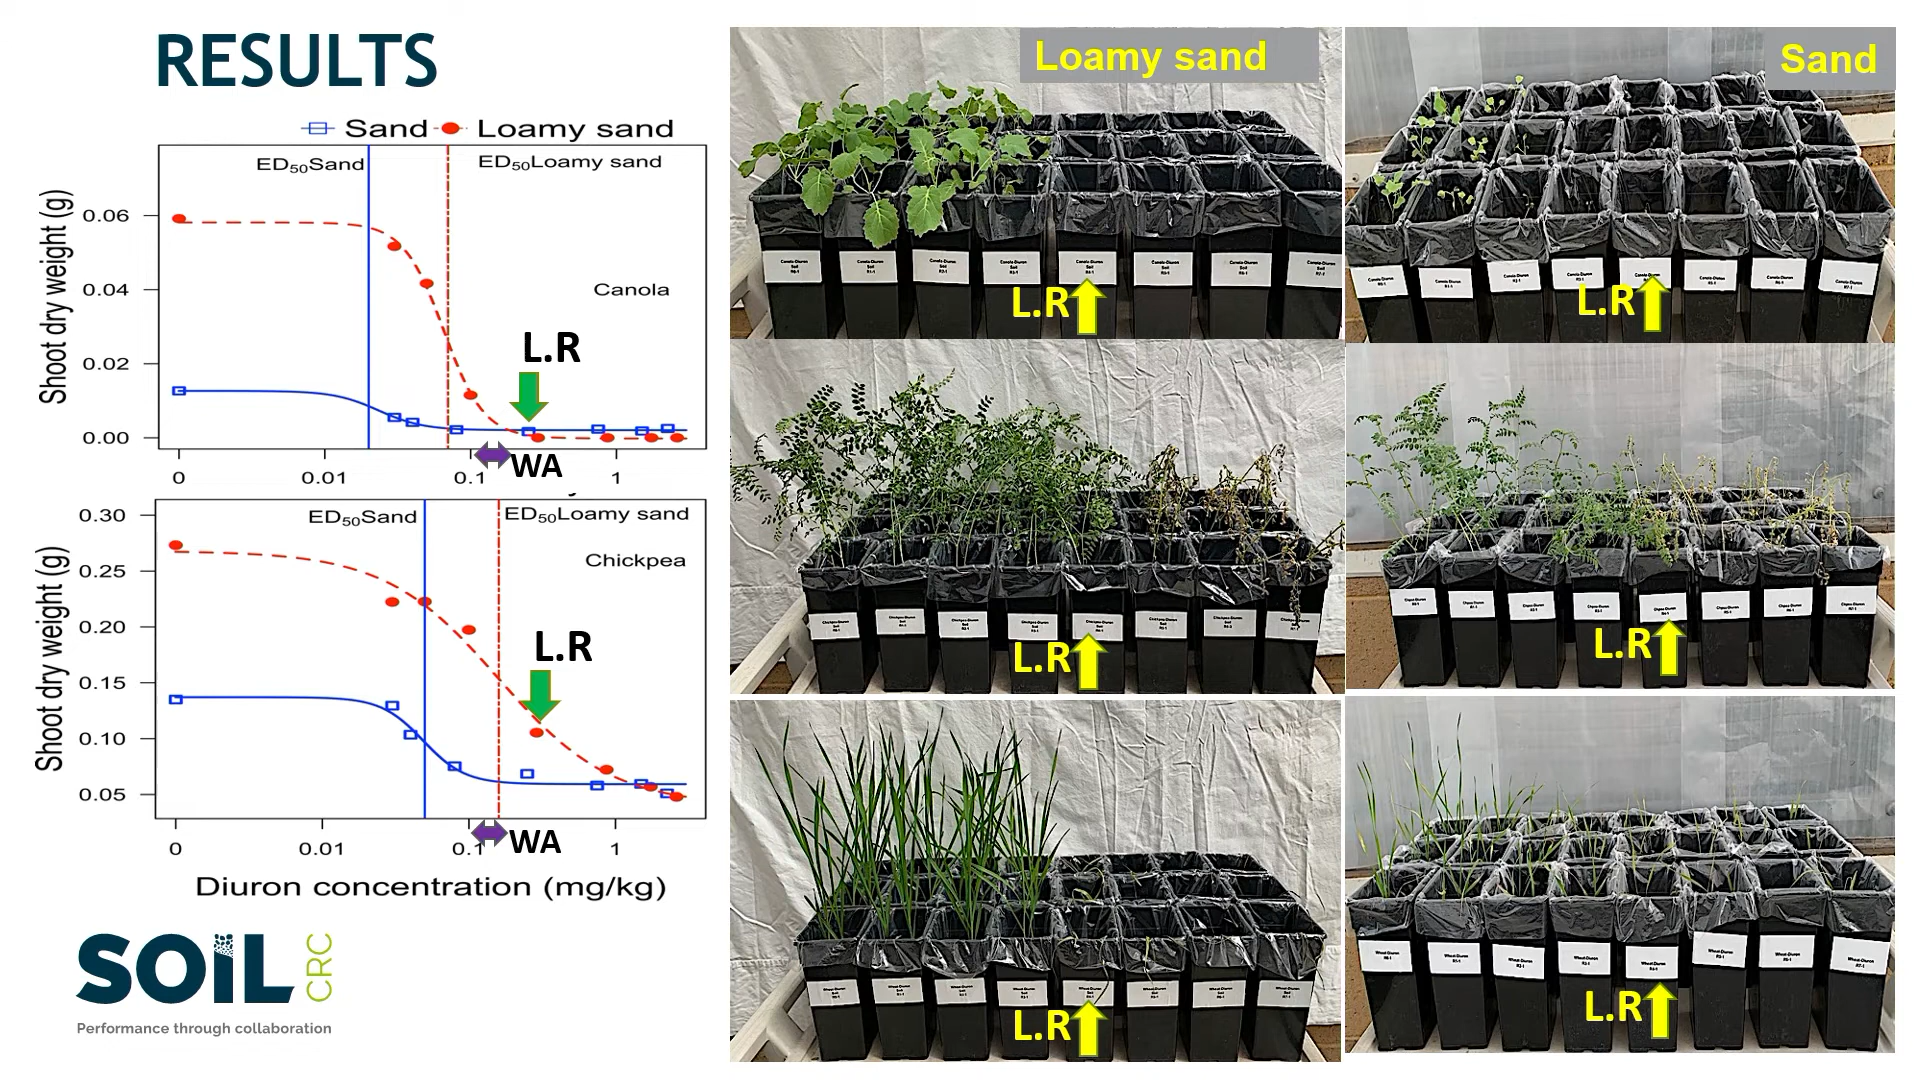 RESULTS
Sand Loamy sand
ED50Sand ED50Loamy sand
Canola
Shoot dry weight (g)
0.06
0.04
0.02
0.00
L.R
WA
0 0.01 0.1 1
ED50Sand ED50Loamy sand
Chickpea
Shoot dry weight (g)
0.30
0.25
0.20
0.15
0.10
0.05
L.R
WA
0 0.01 0.1 1
Diuron concentration (mg/kg)
SOIL CRC
Performance through collaboration
Loamy sand
L.R
Sand
L.R
L.R
L.R
L.R
L.R